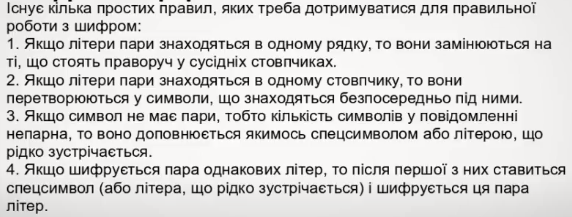 Існує кілька простих правил, яких треба дотримуватися для правильної
роботи з шифром:
1. Якщо літери пари знаходяться в одному рядку, то вони замінюються на
ті, що стоять праворуч у сусідніх стовпчиках.
2. Якщо літери пари знаходяться в одному стовпчику, то вони
перетворюються у символи, що знаходяться безпосередньо під ними.
3. Якщо символ не має пари, тобто кількість символів у повідомленні
непарна, то воно доповнюється якимось спецсимволом або літерою, що
рідко зустрічається.
4. Якщо шифрується пара однакових літер, то після першої з них ставиться
спецсимвол (або літера, що рідко зустрічається) і шифрується ця пара
літер.